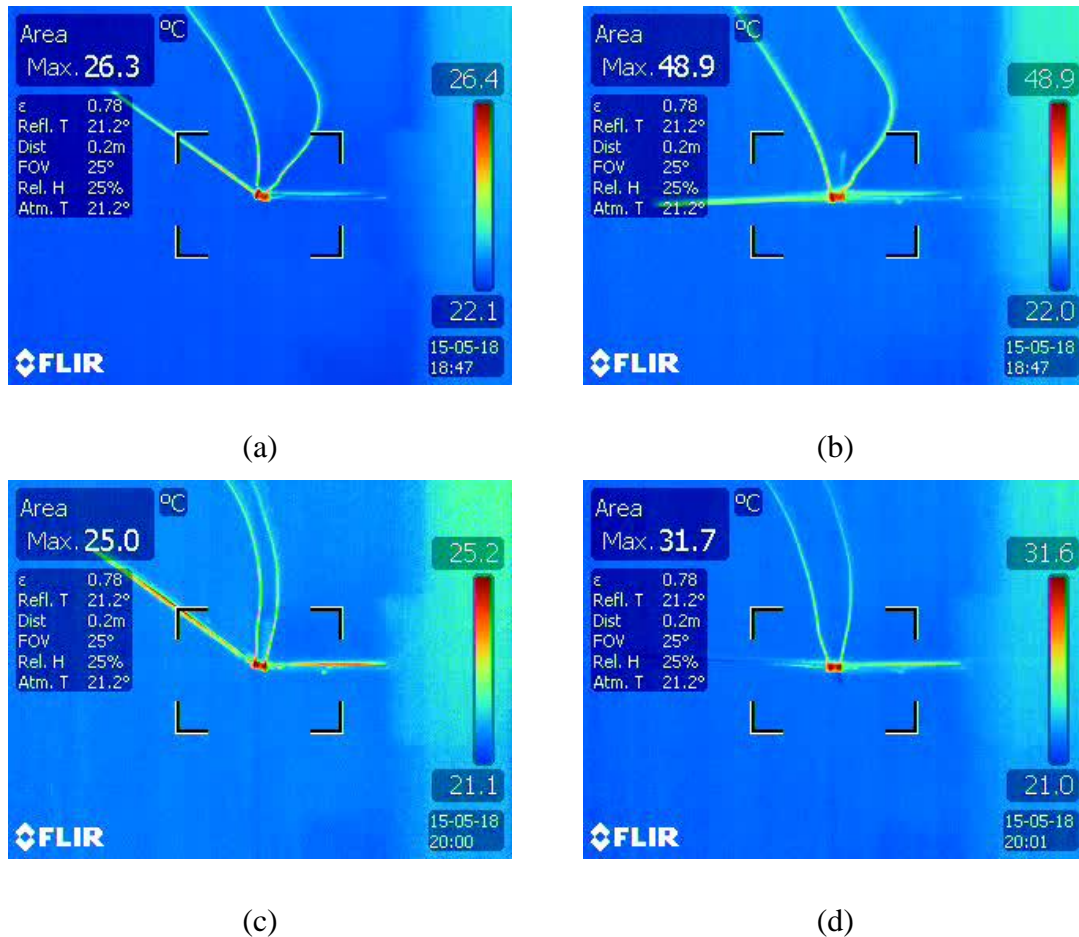 Area
ºC
Max. 26.3
26.4
ε 0.78
Refl. T 21.2°
Dist 0.2m
FOV 25°
Rel. H 25%
Atm. T 21.2°
22.1
15-05-18
18:47
FLIR
(a)
Area
ºC
Max. 48.9
48.9
ε 0.78
Refl. T 21.2°
Dist 0.2m
FOV 25°
Rel. H 25%
Atm. T 21.2°
22.0
15-05-18
18:47
FLIR
(b)
Area
ºC
Max. 25.0
25.2
ε 0.78
Refl. T 21.2°
Dist 0.2m
FOV 25°
Rel. H 25%
Atm. T 21.2°
21.1
15-05-18
20:00
FLIR
(c)
Area
ºC
Max. 31.7
31.6
ε 0.78
Refl. T 21.2°
Dist 0.2m
FOV 25°
Rel. H 25%
Atm. T 21.2°
21.0
15-05-18
20:01
FLIR
(d)